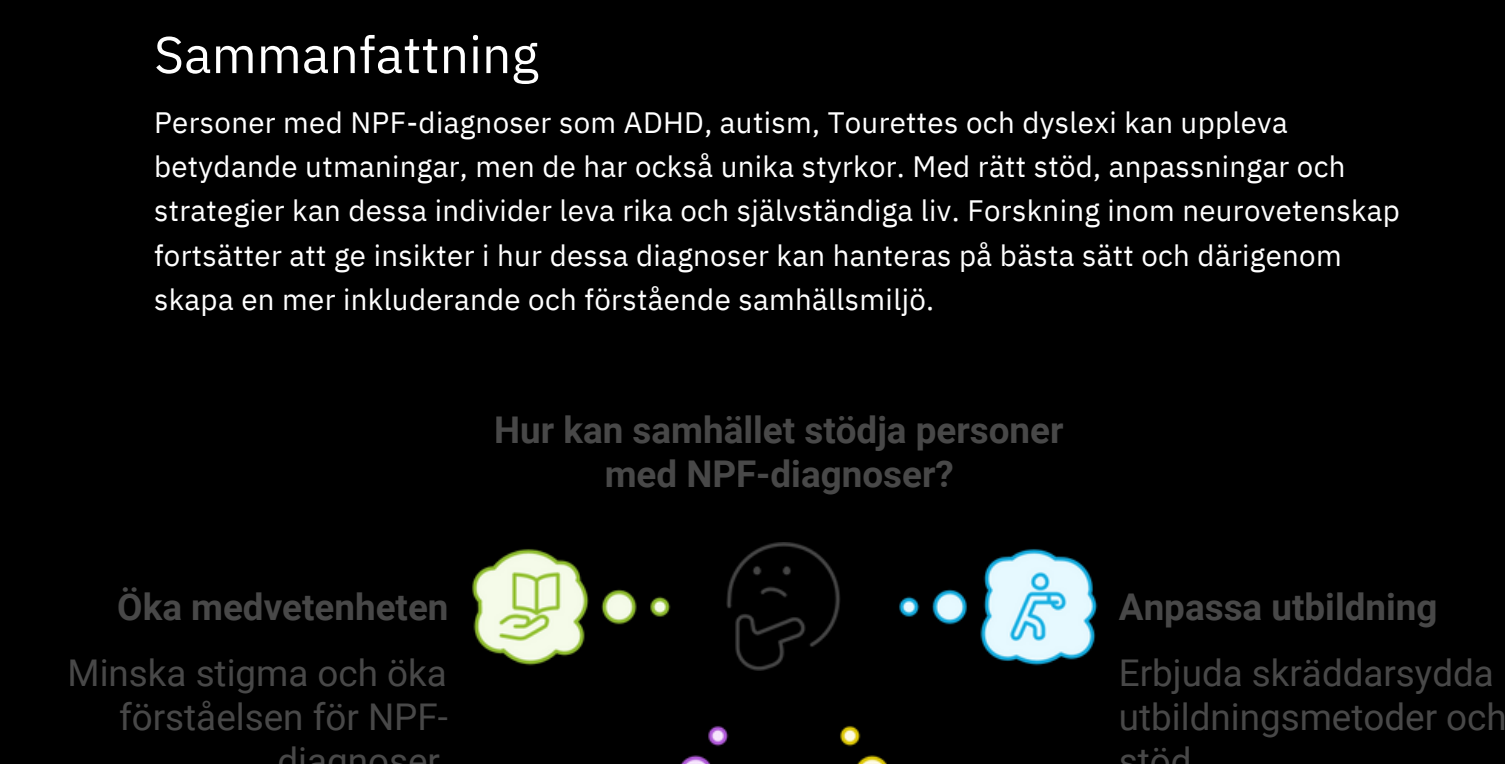 Sammanfattning
Personer med NPF-diagnoser som ADHD, autism, Tourettes och dyslexi kan uppleva
betydande utmaningar, men de har också unika styrkor. Med rätt stöd, anpassningar och
strategier kan dessa individer leva rika och självständiga liv. Forskning inom neurovetenskap
fortsätter att ge insikter i hur dessa diagnoser kan hanteras på bästa sätt och därigenom
skapa en mer inkluderande och förstående samhällsmiljö.
Hur kan samhället stödja personer
med NPF-diagnoser?
Öka medvetenheten
Minska stigma och öka
förståelsen för NPF-
diagnoser.
Anpassa utbildning
Erbjuda skräddarsydda
utbildningsmetoder och
stöd